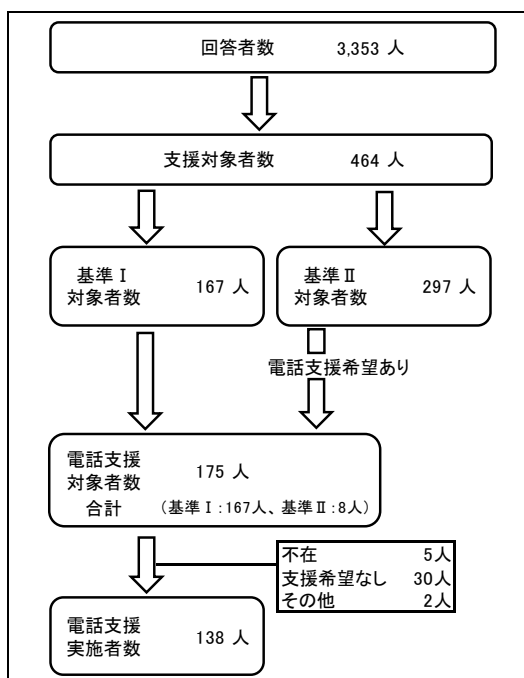 回答者数 3,353 人
支援対象者数 464 人
基準Ⅰ
対象者数 167 人
基準Ⅱ
対象者数 297 人
電話支援希望あり
電話支援
対象者数 175 人
合計 （基準Ⅰ:167人、基準Ⅱ:8人）
不在 5人
支援希望なし 30人
その他 2人
電話支援
実施者数 138 人